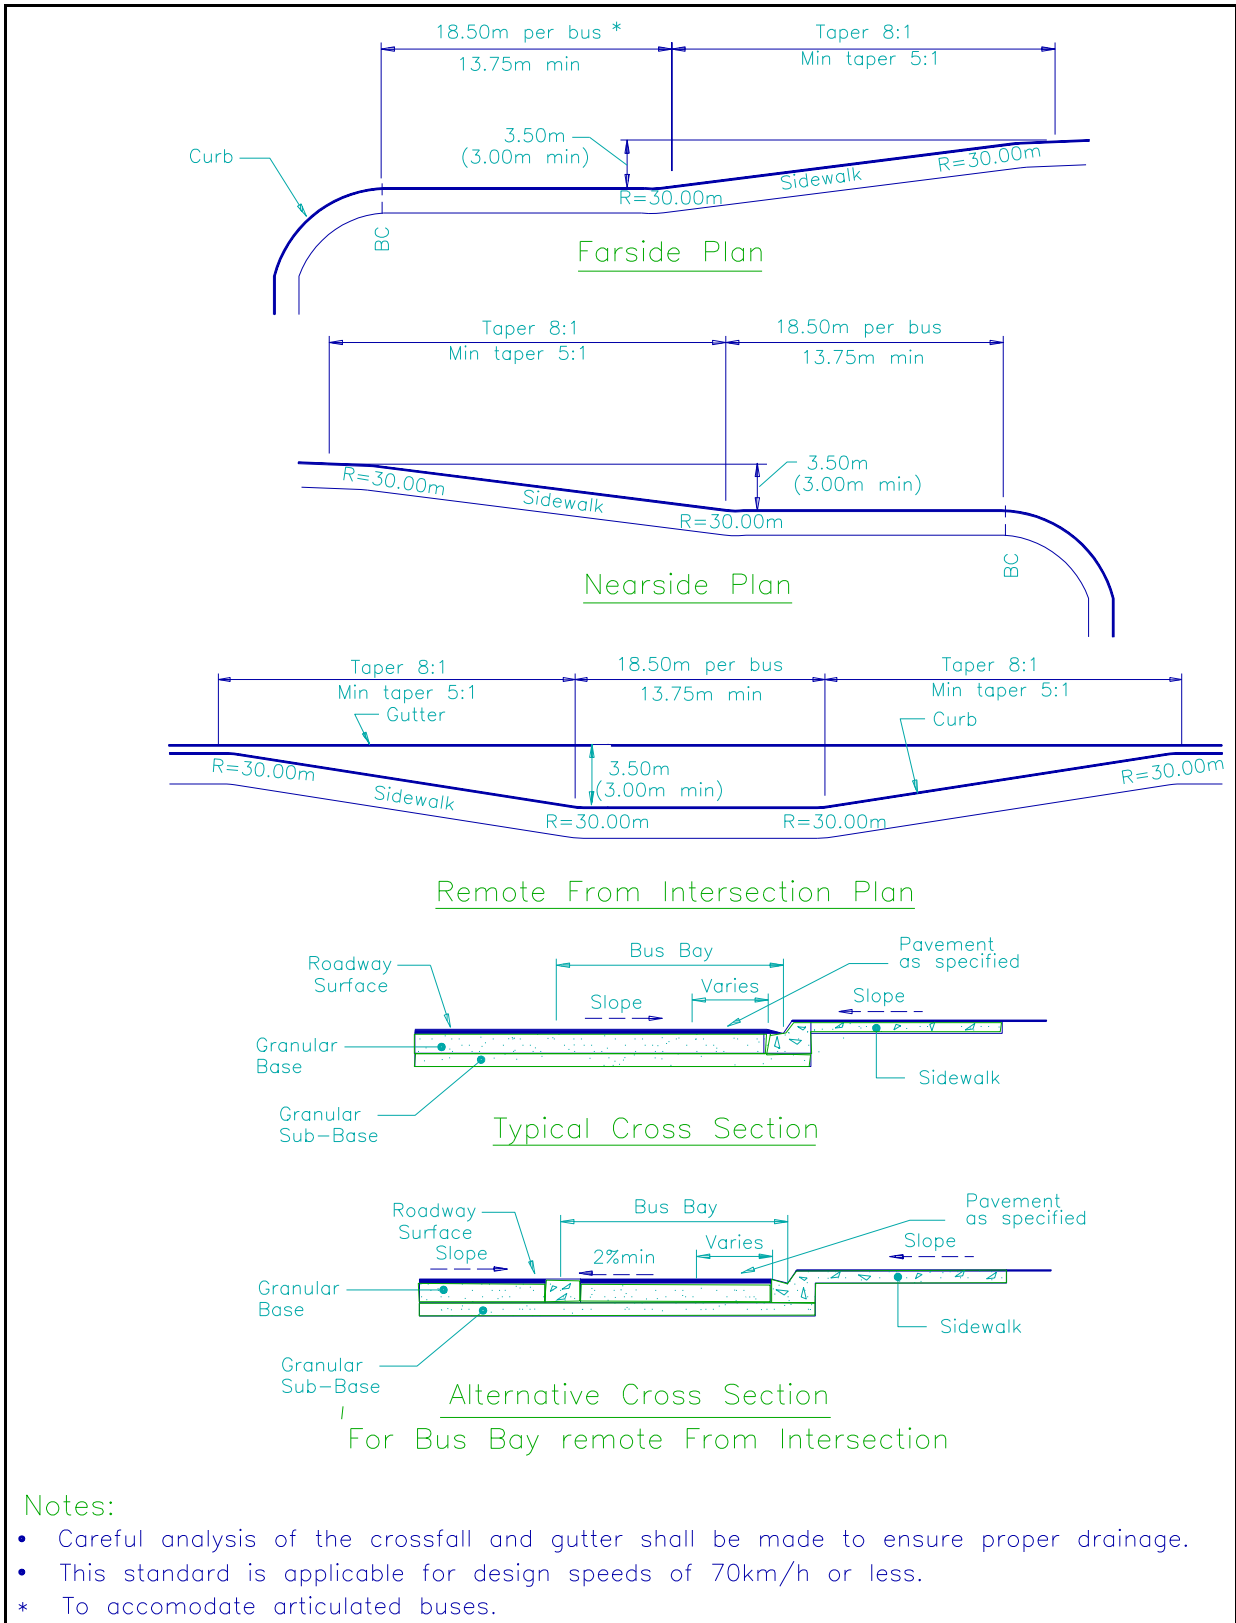 18.50m per bus *
Taper 8:1
13.75m min
Min taper 5:1
3.50m
(3.00m min)
Curb
R=30.00m
Sidewalk
R=30.00m
BC
Farside Plan
Taper 8:1
18.50m per bus
Min taper 5:1
13.75m min
3.50m
(3.00m min)
R=30.00m
Sidewalk
R=30.00m
BC
Nearside Plan
Taper 8:1
18.50m per bus
Taper 8:1
Min taper 5:1
13.75m min
Min taper 5:1
Gutter
Curb
R=30.00m
3.50m
(3.00m min)
R=30.00m
Sidewalk
R=30.00m
R=30.00m
Remote From Intersection Plan
Bus Bay
Pavement
as specified
Roadway
Surface
Varies
Slope
Slope
Granular
Base
Sidewalk
Granular
Sub-Base
Typical Cross Section
Roadway
Surface
Bus Bay
Pavement
as specified
Slope
2%min
Varies
Slope
Granular
Base
Sidewalk
Granular
Sub-Base
Alternative Cross Section
For Bus Bay remote From Intersection
Notes:
• Careful analysis of the crossfall and gutter shall be made to ensure proper drainage.
• This standard is applicable for design speeds of 70km/h or less.
* To accomodate articulated buses.